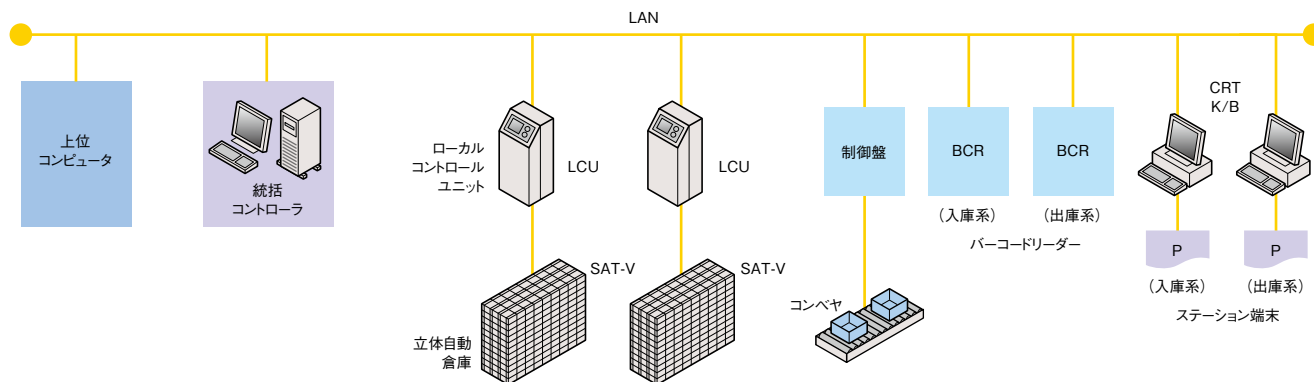 LAN
上位
コンピュータ
統括
コントローラ
ローカル
コントロール
ユニット
LCU
LCU
SAT-V
SAT-V
立体自動
倉庫
制御盤
コンベヤ
BCR
BCR
（入庫系）
（出庫系）
バーコードリーダー
CRT
K/B
P
P
（入庫系）
（出庫系）
ステーション端末